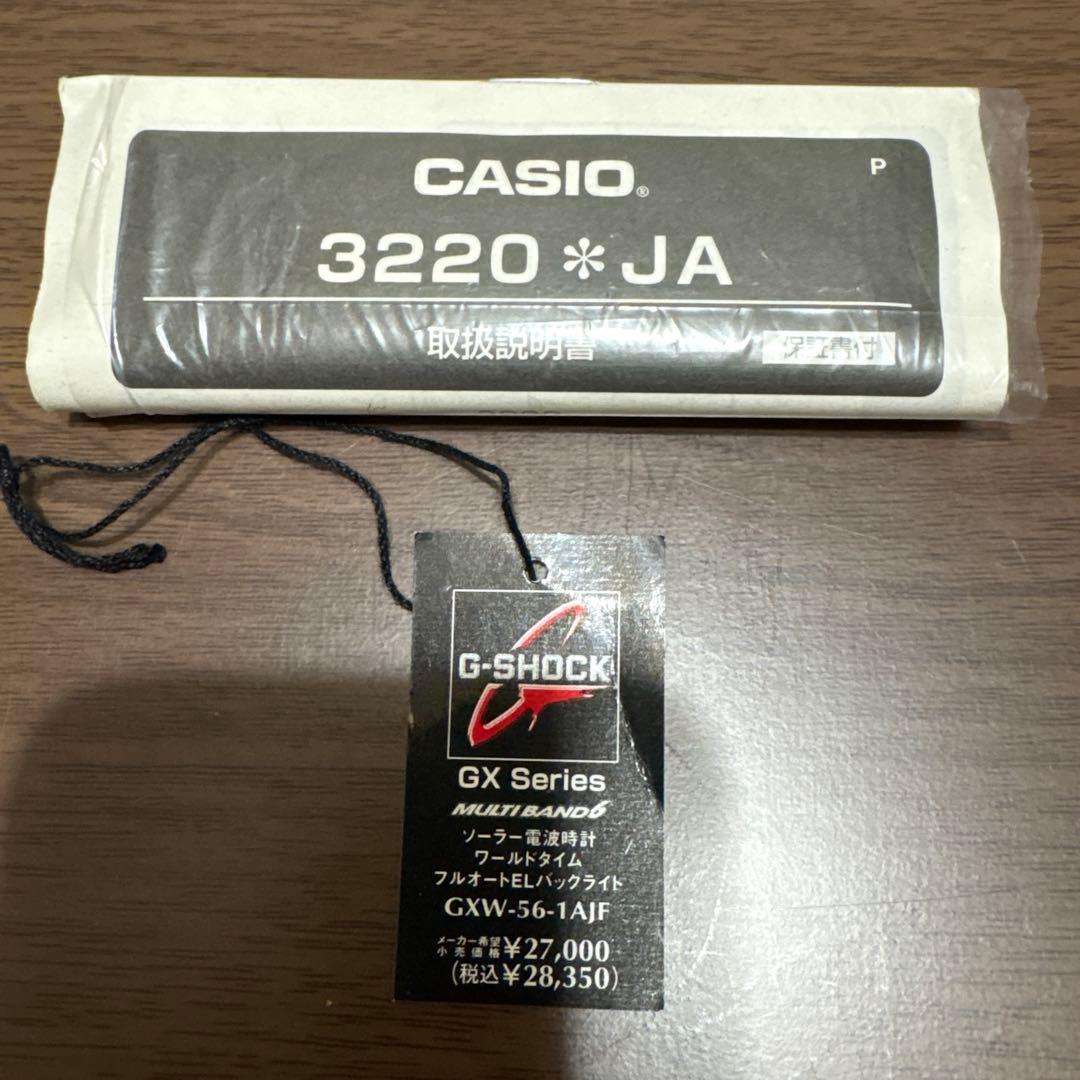 CASIO®
P
3220＊JA
取扱説明書
保証書付
G-SHOCK
GX Series
MULTI BAND 6
ソーラー電波時計
ワールドタイム
フルオートELバックライト
GXW-56-1AJF
メーカー希望小売価格 ¥27,000
(税込¥28,350)